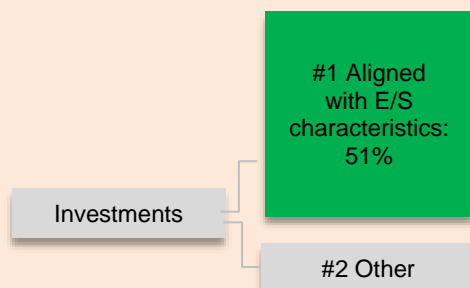 #1 Aligned
with E/S
characteristics:
51%
Investments
#2 Other